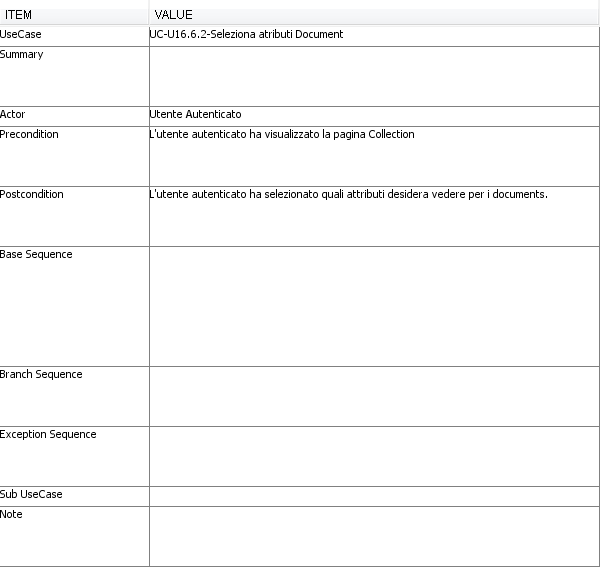 ITEM VALUE
UseCase UC-U16.6.2-Seleziona atributi Document
Summary
Actor Utente Autenticato
Precondition L'utente autenticato ha visualizzato la pagina Collection
Postcondition L'utente autenticato ha selezionato quali attributi desidera vedere per i documents.
Base Sequence
Branch Sequence
Exception Sequence
Sub UseCase
Note